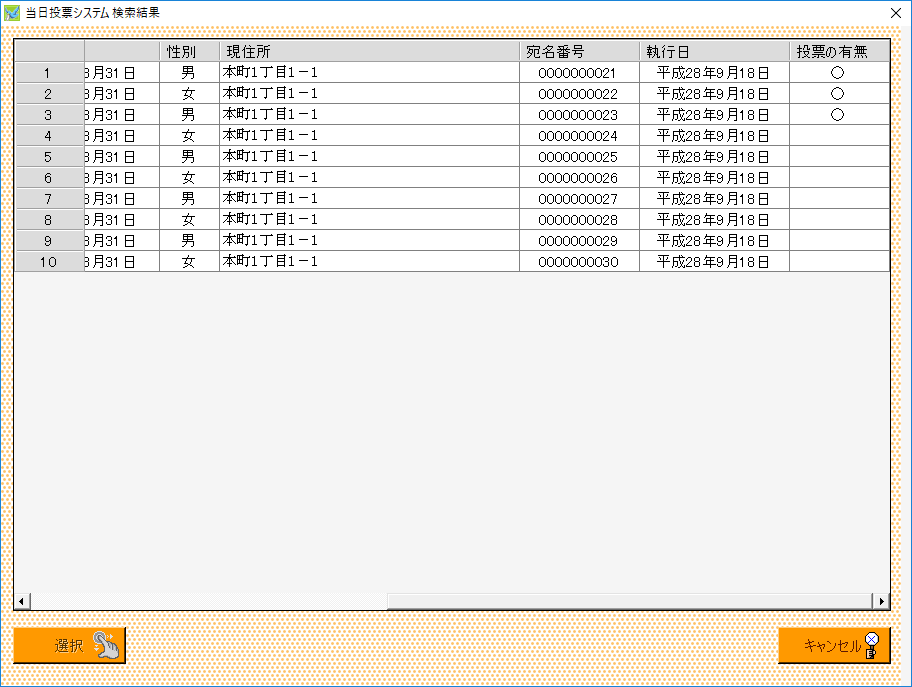 当日投票システム 検索結果
性別 現住所 宛名番号 執行日 投票の有無
1 8月31日 男 本町1丁目1－1 0000000021 平成28年9月18日 ○
2 8月31日 女 本町1丁目1－1 0000000022 平成28年9月18日 ○
3 8月31日 男 本町1丁目1－1 0000000023 平成28年9月18日 ○
4 8月31日 女 本町1丁目1－1 0000000024 平成28年9月18日
5 8月31日 男 本町1丁目1－1 0000000025 平成28年9月18日
6 8月31日 女 本町1丁目1－1 0000000026 平成28年9月18日
7 8月31日 男 本町1丁目1－1 0000000027 平成28年9月18日
8 8月31日 女 本町1丁目1－1 0000000028 平成28年9月18日
9 8月31日 男 本町1丁目1－1 0000000029 平成28年9月18日
10 8月31日 女 本町1丁目1－1 0000000030 平成28年9月18日
選択 キャンセル